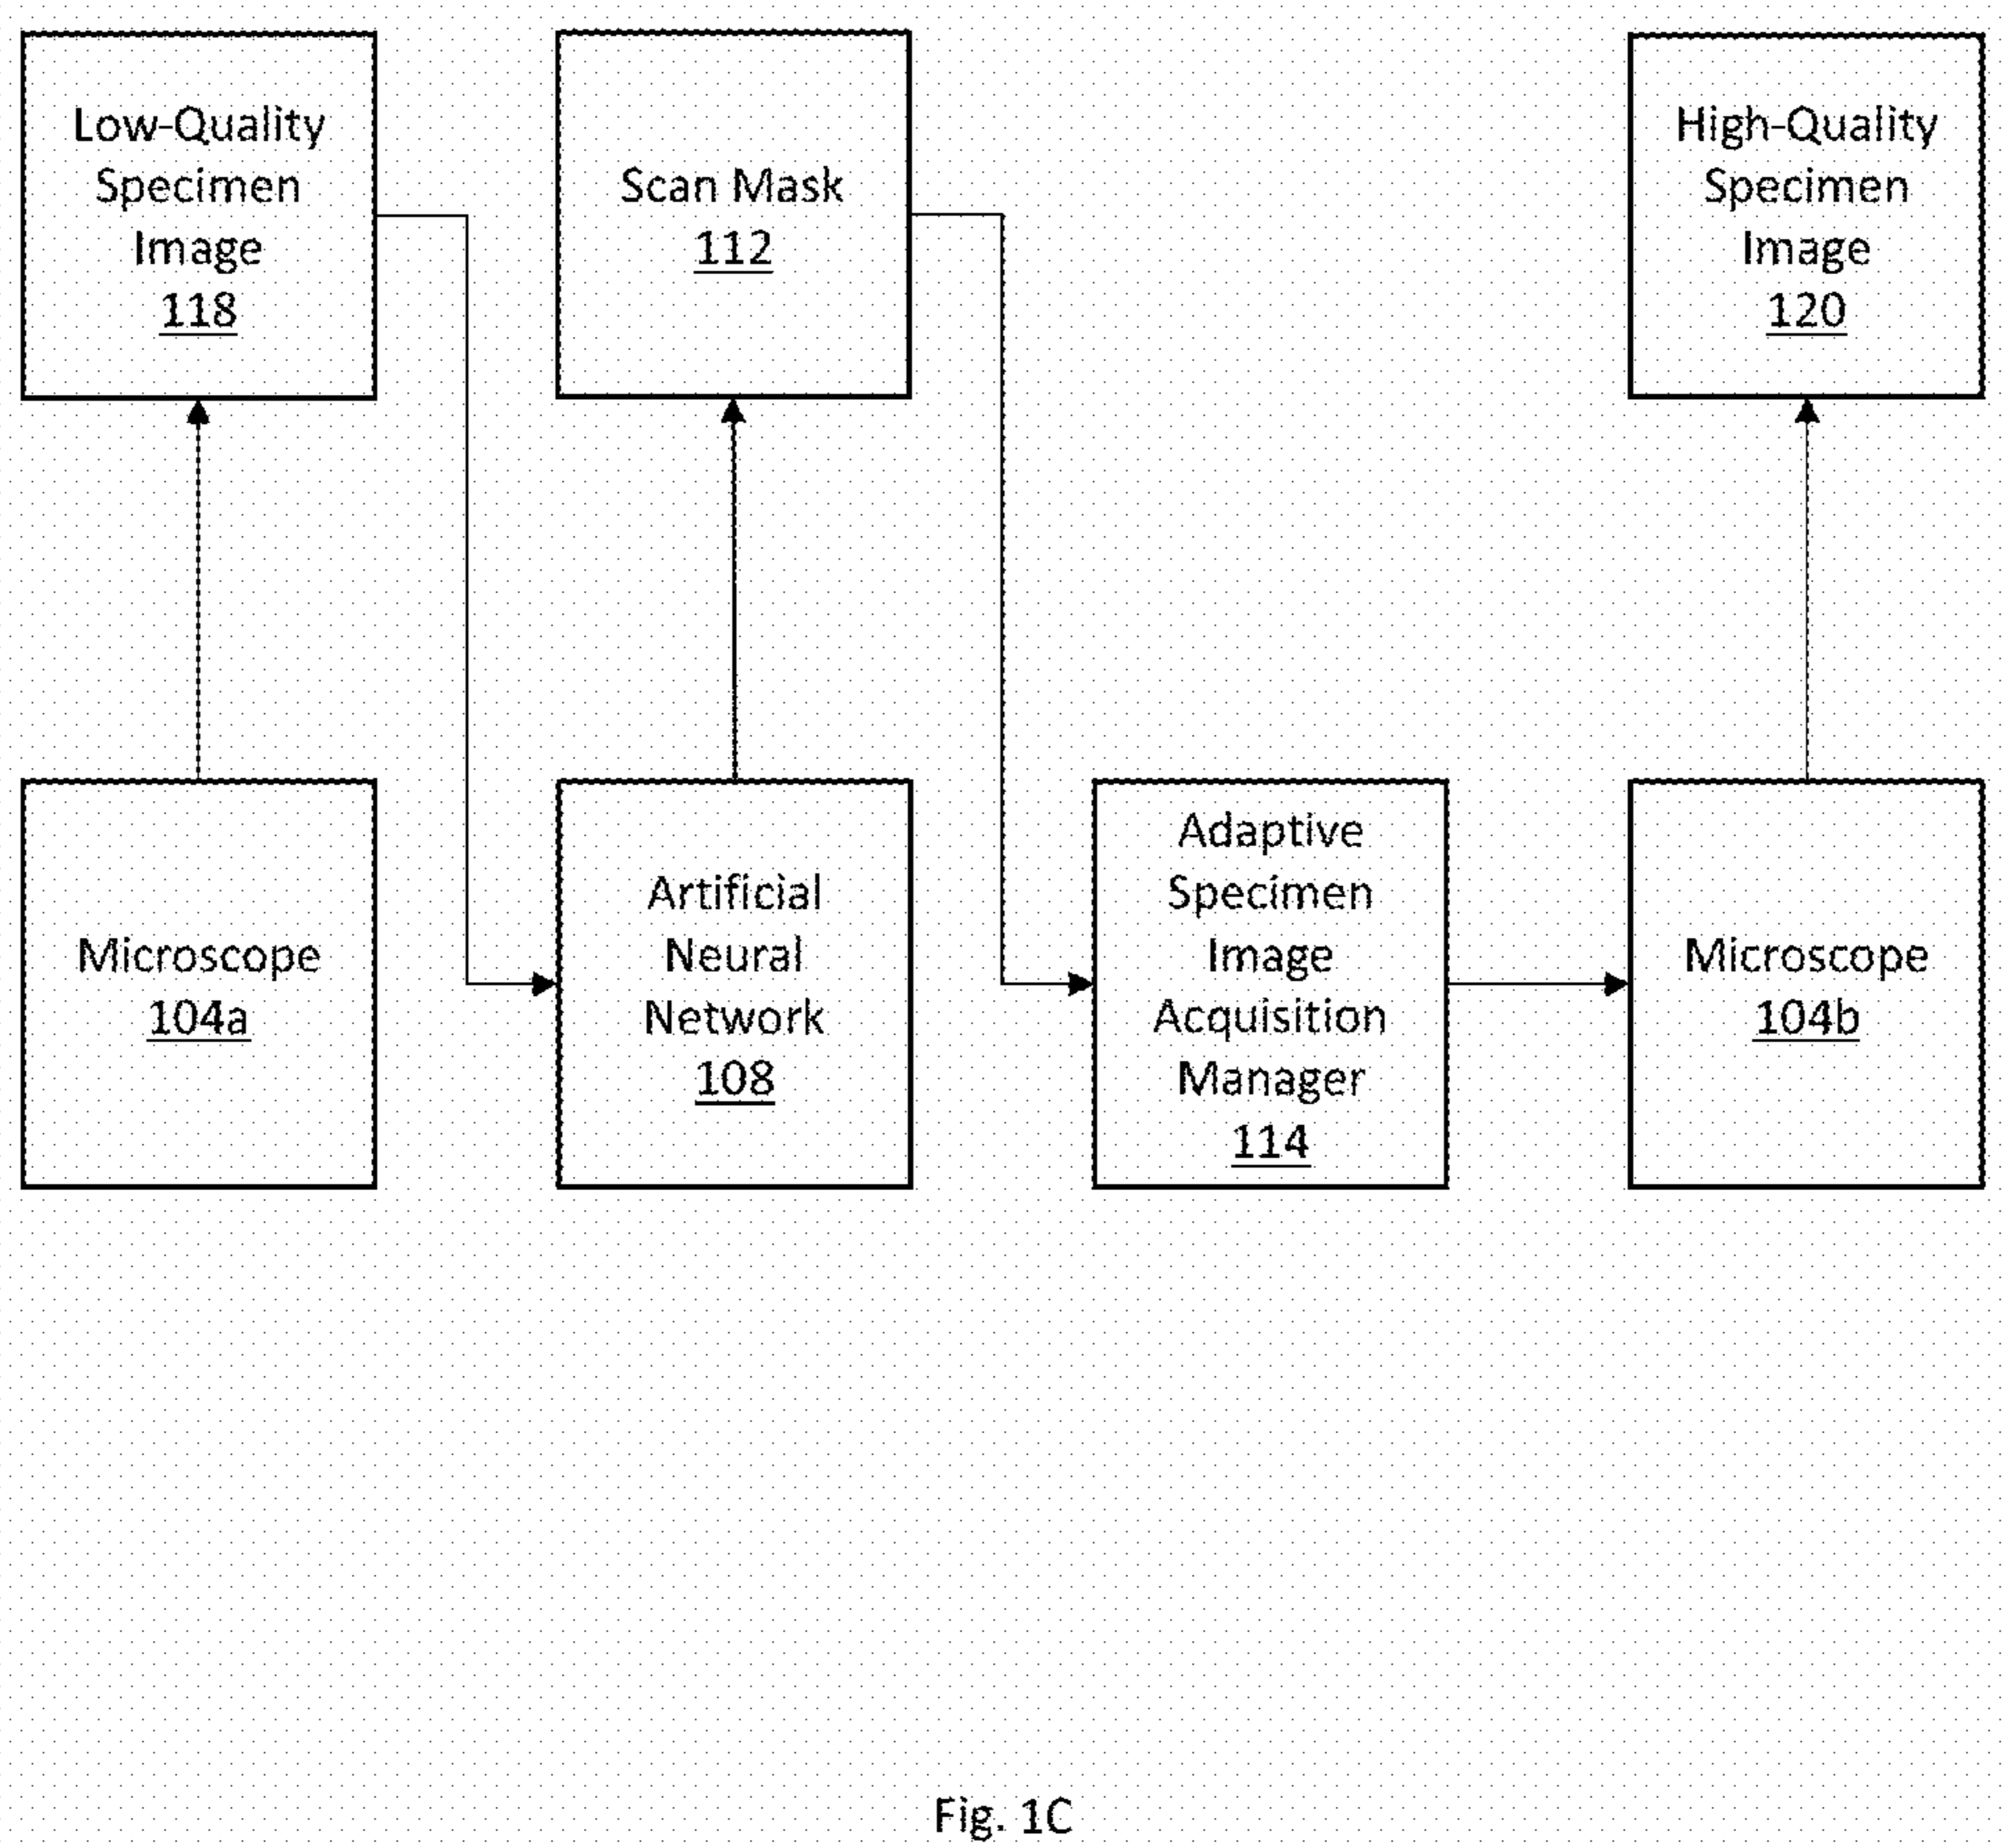 Low-Quality
Specimen
Image
118
Scan Mask
112
High-Quality
Specimen
Image
120
Microscope
104a
Artificial
Neural
Network
108
Adaptive
Specimen
Image
Acquisition
Manager
114
Microscope
104b
Fig. 1C